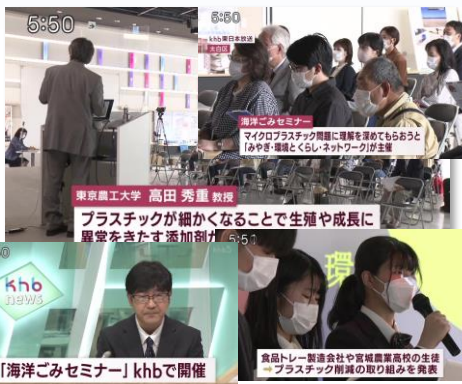 5:50
東京農工大学 高田 秀重 教授
プラスチックが細かくなることで生殖や成長に
異常をきたす添加剤が
5:50
khb東日本放送
太白区
海洋ごみセミナー
マイクロプラスチック問題に理解を深めてもらおうと
「みやぎ・環境とくらし・ネットワーク」が主催
khb
news
「海洋ごみセミナー」khbで開催
5:51
環
食品トレー製造会社や宮城農業高校の生徒
➡プラスチック削減の取り組みを発表